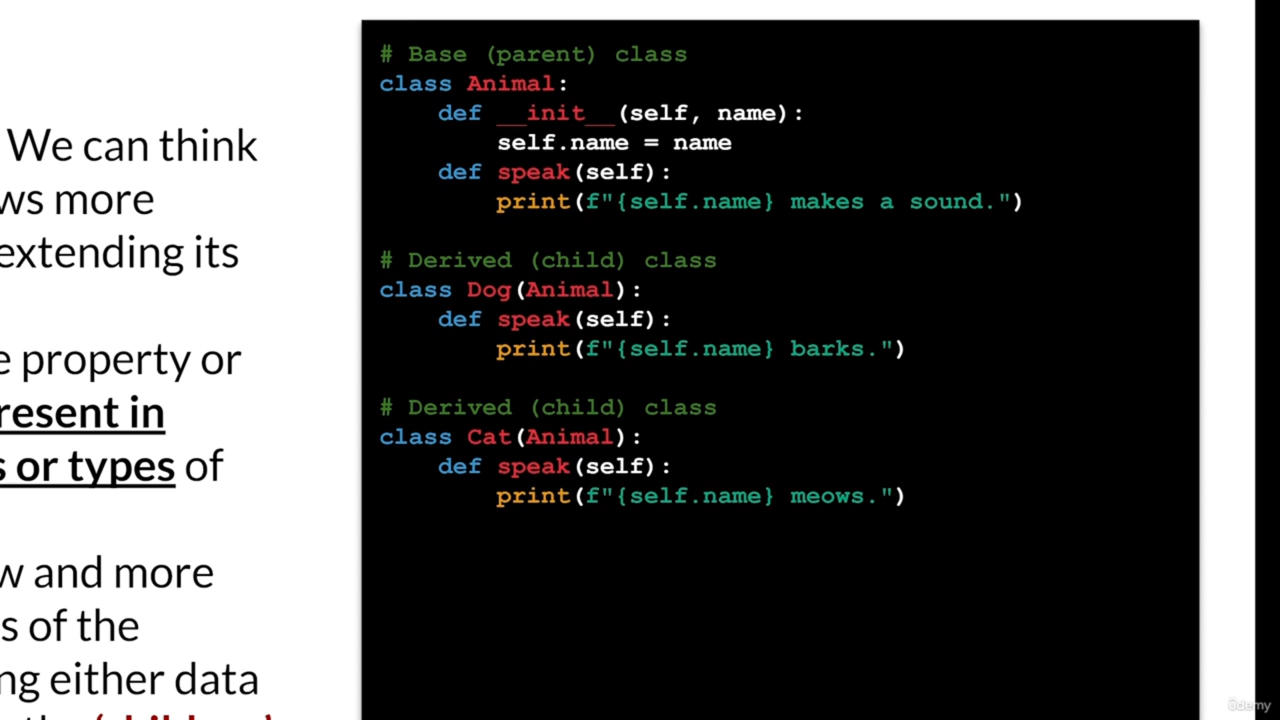 We can think
ws more
extending its
e property or
resent in
s or types of
w and more
s of the
ng either data
# Base (parent) class
class Animal:
    def __init__(self, name):
        self.name = name
    def speak(self):
        print(f"{self.name} makes a sound.")
# Derived (child) class
class Dog(Animal):
    def speak(self):
        print(f"{self.name} barks.")
# Derived (child) class
class Cat(Animal):
    def speak(self):
        print(f"{self.name} meows.")
ûdemy